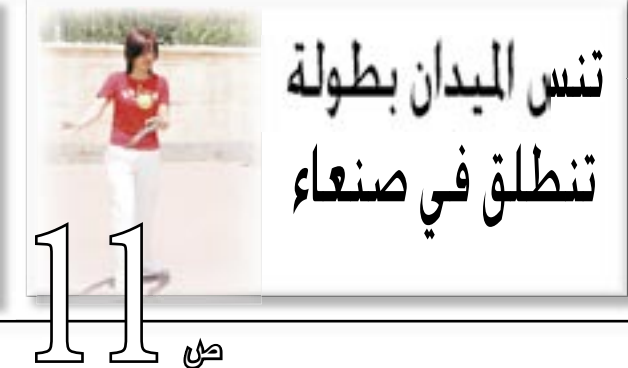 تنس الميدان بطولة
تنطلق في صنعاء
ص 11